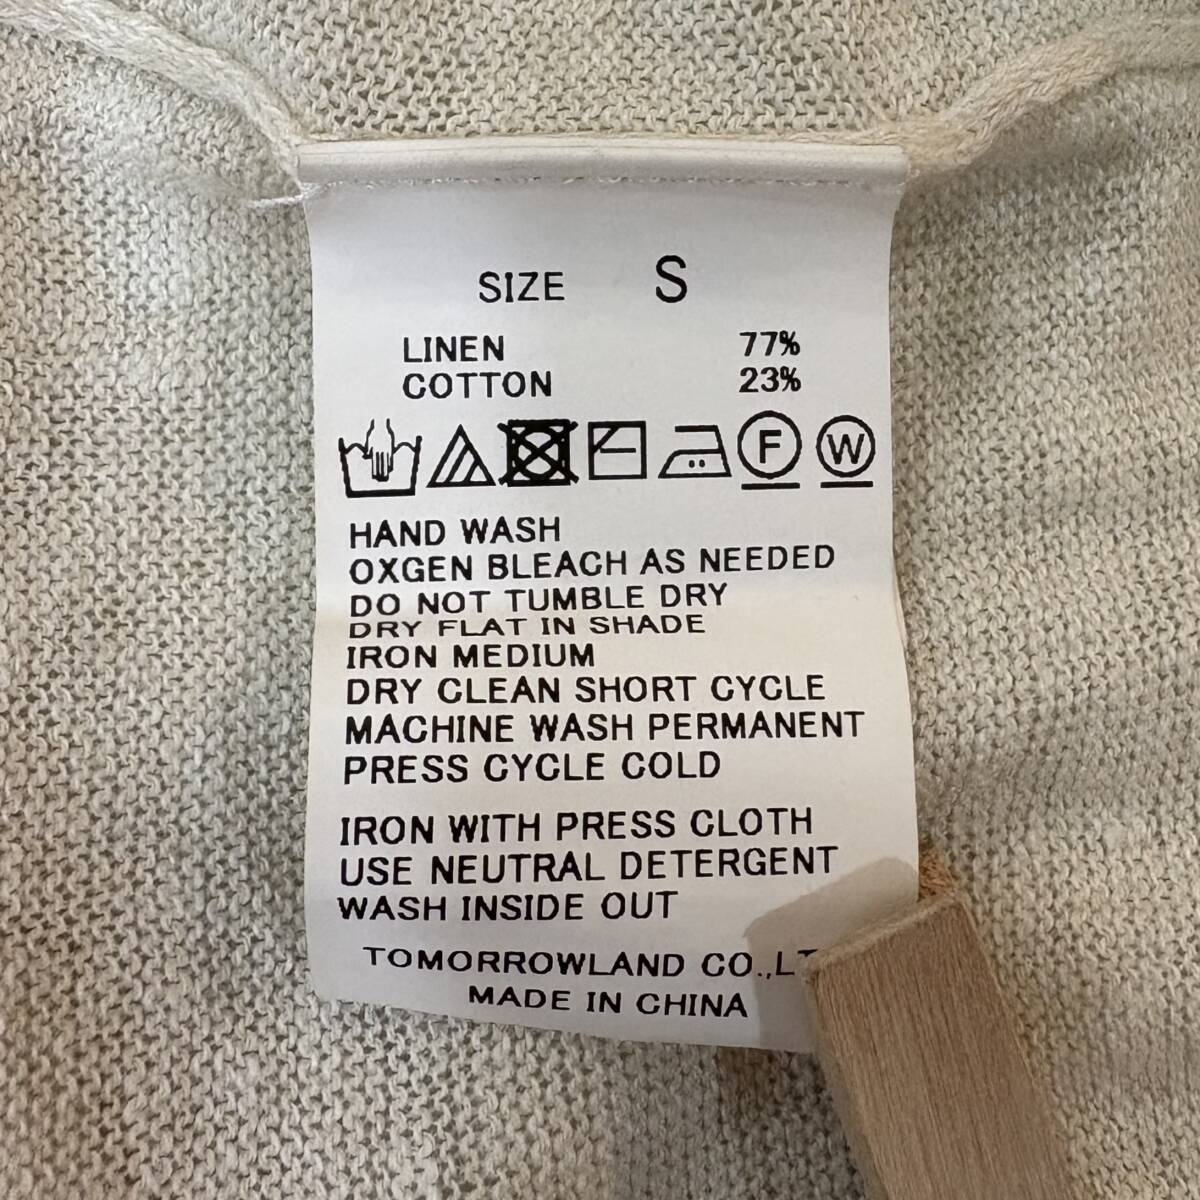 SIZE S
LINEN 77%
COTTON 23%
F W
HAND WASH
OXGEN BLEACH AS NEEDED
DO NOT TUMBLE DRY
DRY FLAT IN SHADE
IRON MEDIUM
DRY CLEAN SHORT CYCLE
MACHINE WASH PERMANENT
PRESS CYCLE COLD
IRON WITH PRESS CLOTH
USE NEUTRAL DETERGENT
WASH INSIDE OUT
TOMORROWLAND CO.,LT
MADE IN CHINA